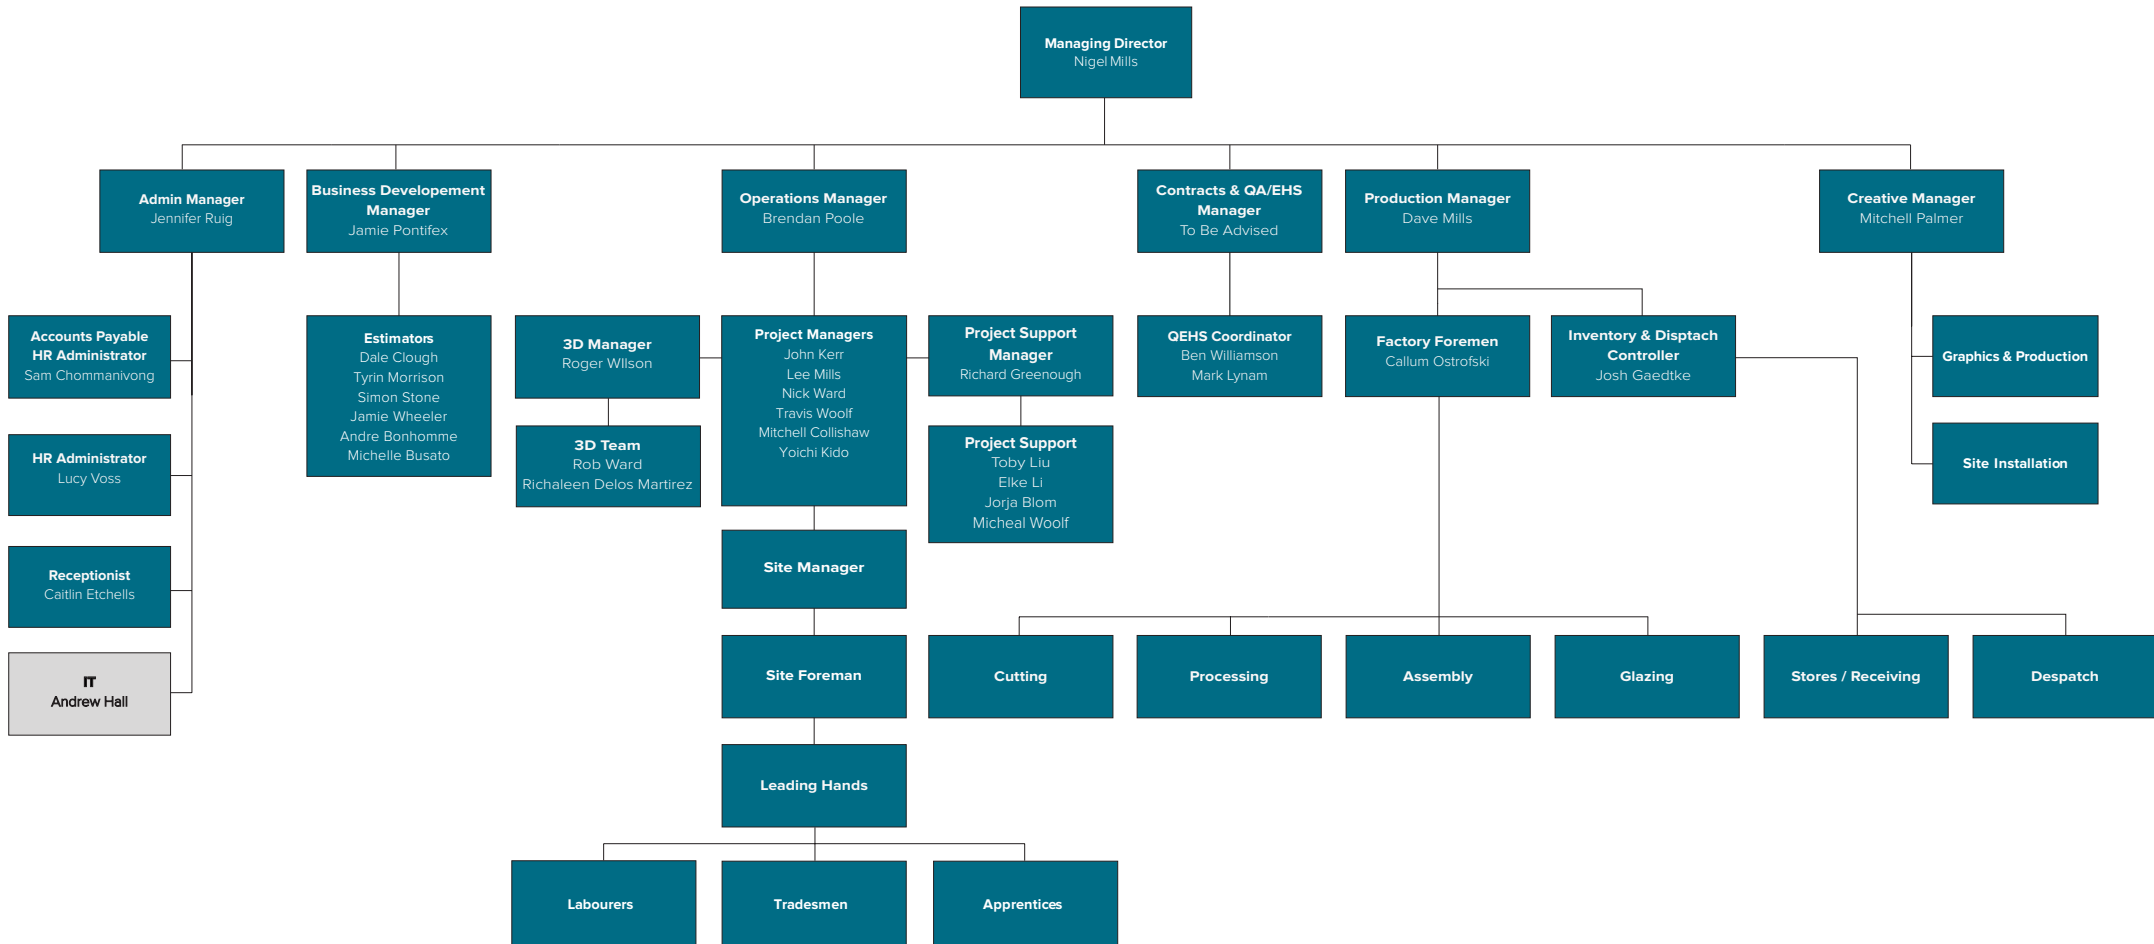 Managing Director
Nigel Mills
Admin Manager
Jennifer Ruig
Business Developement
Manager
Jamie Pontifex
Operations Manager
Brendan Poole
Contracts & QA/EHS
Manager
To Be Advised
Production Manager
Dave Mills
Creative Manager
Mitchell Palmer
Accounts Payable
HR Administrator
Sam Chommanivong
Estimators
Dale Clough
Tyrin Morrison
Simon Stone
Jamie Wheeler
Andre Bonhomme
Michelle Busato
3D Manager
Roger WIlson
Project Managers
John Kerr
Lee Mills
Nick Ward
Travis Woolf
Mitchell Collishaw
Yoichi Kido
Project Support
Manager
Richard Greenough
QEHS Coordinator
Ben Williamson
Mark Lynam
Factory Foremen
Callum Ostrofski
Inventory & Disptach
Controller
Josh Gaedtke
Graphics & Production
HR Administrator
Lucy Voss
3D Team
Rob Ward
Richaleen Delos Martirez
Project Support
Toby Liu
Elke Li
Jorja Blom
Micheal Woolf
Site Installation
Receptionist
Caitlin Etchells
Site Manager
IT
Andrew Hall
Site Foreman
Cutting
Processing
Assembly
Glazing
Stores / Receiving
Despatch
Leading Hands
Labourers
Tradesmen
Apprentices